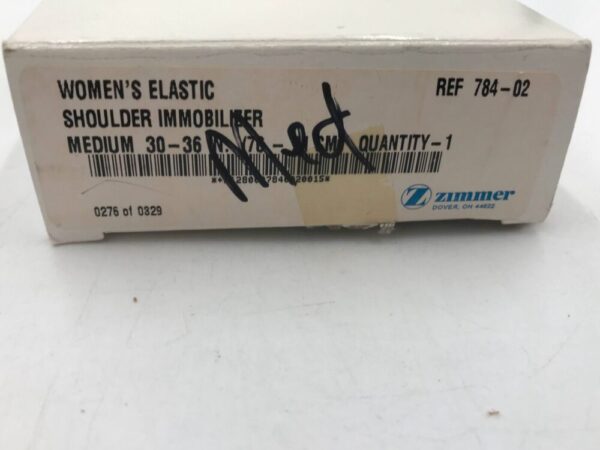 WOMEN'S ELASTIC
REF 784-02
SHOULDER IMMOBILIZER
MEDIUM 30-36 QUANTITY-1
Med
0276 of 0329
zimmer
DOVER, OH 44622